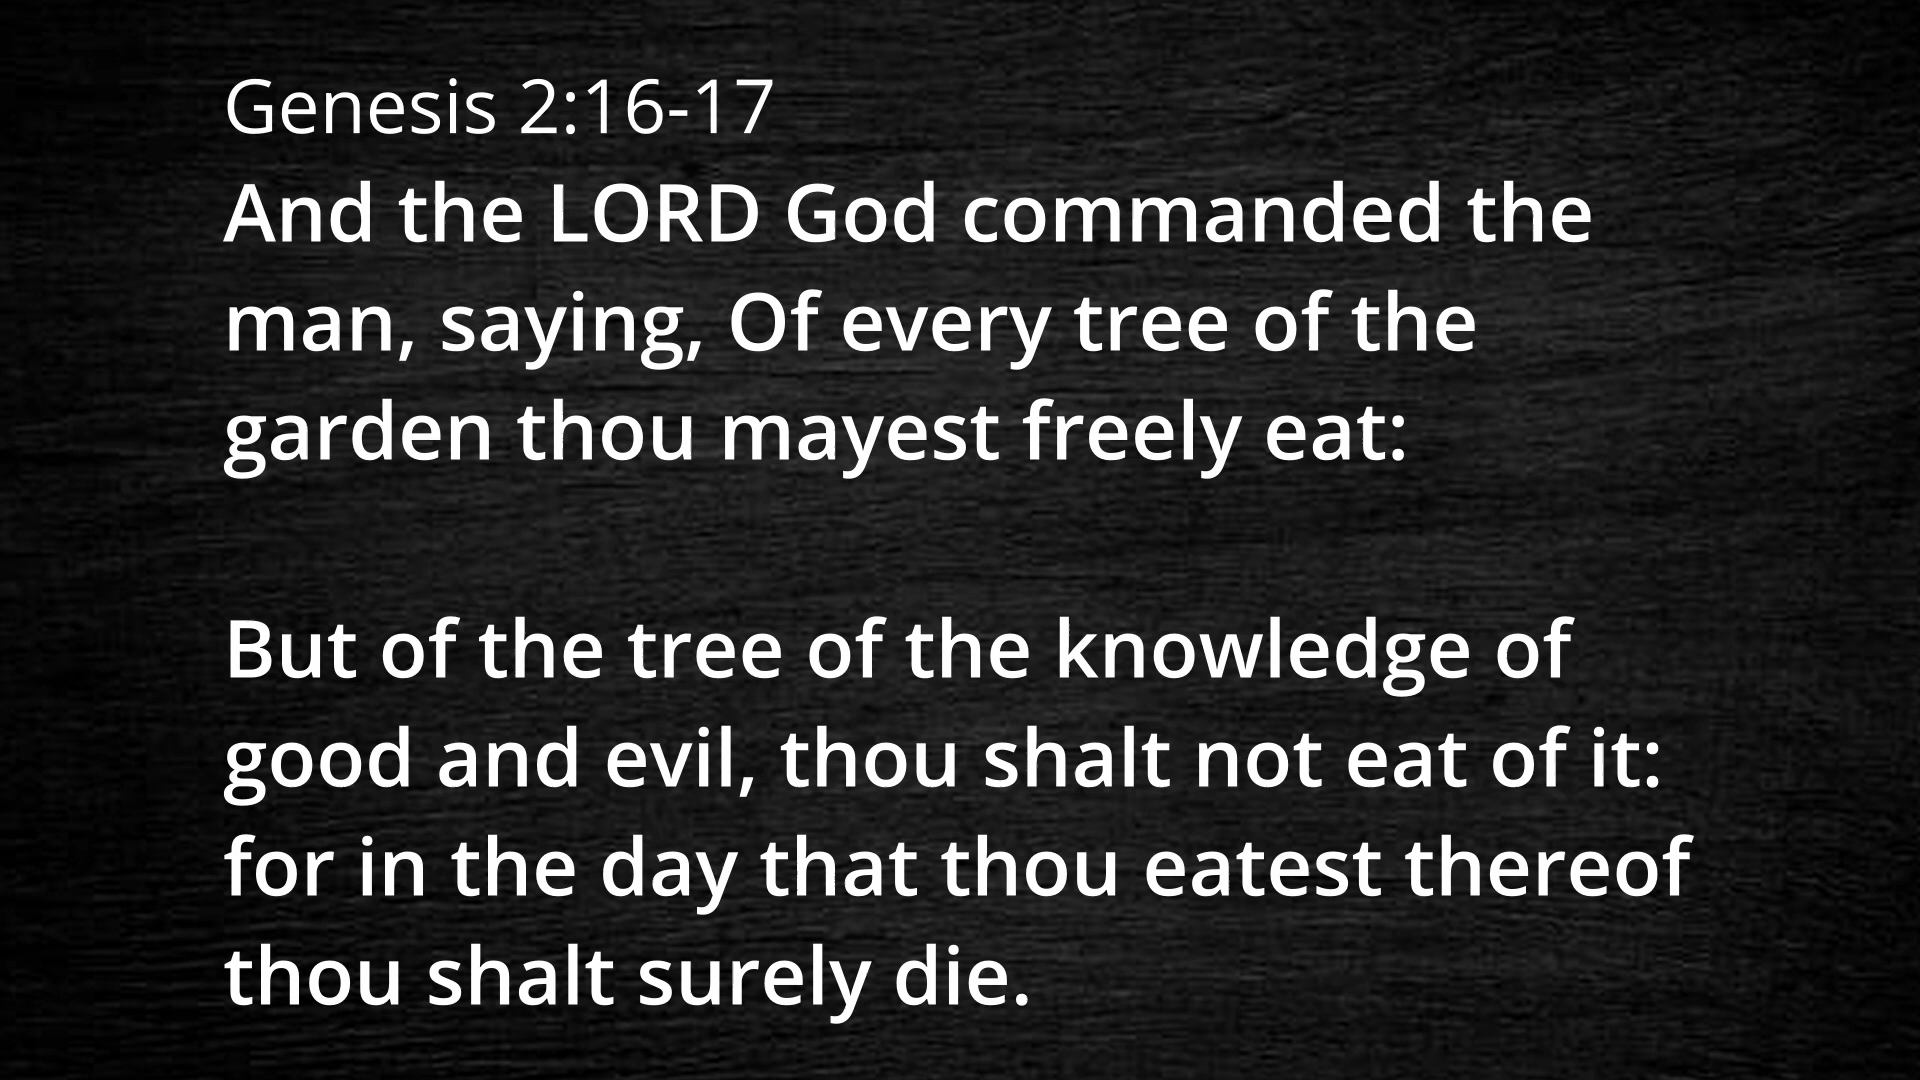 Genesis 2:16-17
And the LORD God commanded the
man, saying, Of every tree of the
garden thou mayest freely eat:
But of the tree of the knowledge of
good and evil, thou shalt not eat of it:
for in the day that thou eatest thereof
thou shalt surely die.